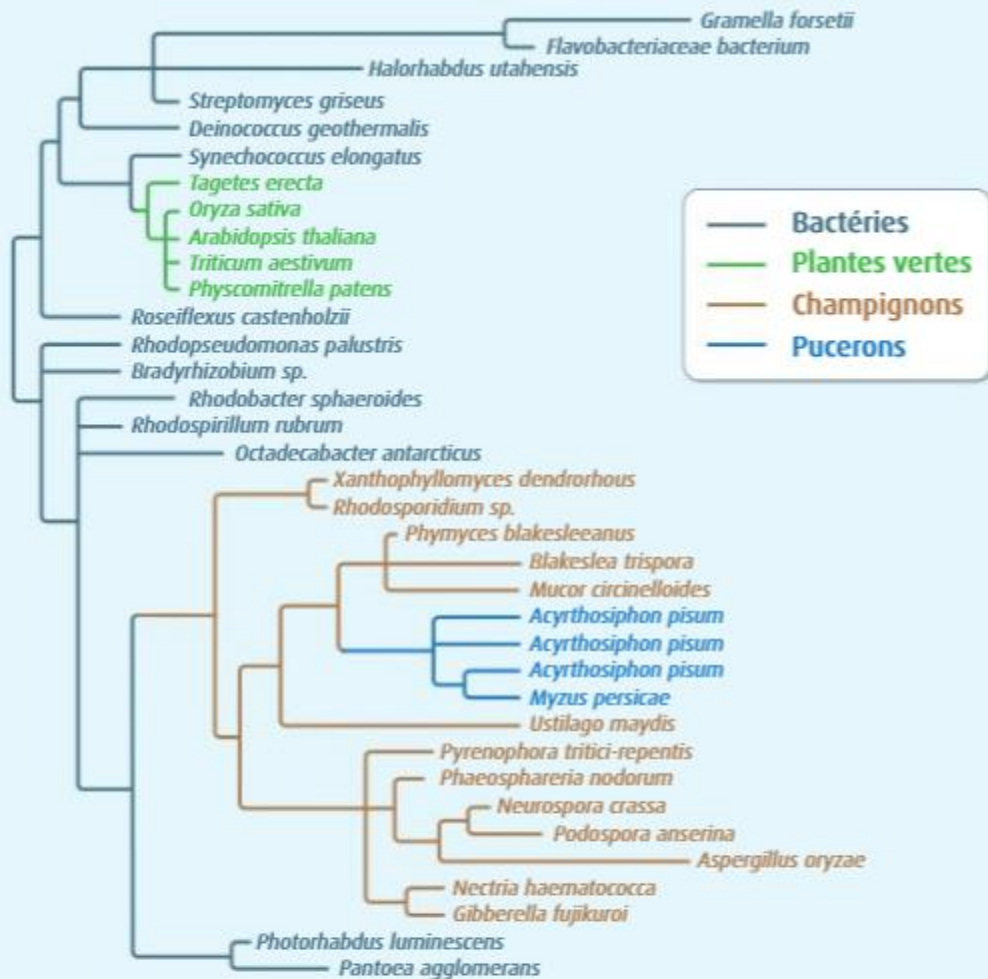 Gramella forsetii
Flavobacteriaceae bacterium
Halorhabdus utahensis
Streptomyces griseus
Deinococcus geothermalis
Synechococcus elongatus
Tagetes erecta
Oryza sativa
Arabidopsis thaliana
Triticum aestivum
Physcomitrella patens
Roseiflexus castenholzii
Rhodopseudomonas palustris
Bradyrhizobium sp.
Rhodobacter sphaeroides
Rhodospirillum rubrum
Octadecabacter antarcticus
Xanthophyllomyces dendrorhous
Rhodosporidium sp.
Phymyces blakesleeanus
Blakeslea trispora
Mucor circinelloides
Acyrthosiphon pisum
Acyrthosiphon pisum
Acyrthosiphon pisum
Myzus persicae
Ustilago maydis
Pyrenophora tritici-repentis
Phaeosphareria nodorum
Neurospora crassa
Podospora anserina
Aspergillus oryzae
Nectria haematococca
Gibberella fujikuroi
Photorhabdus luminescens
Pantoea agglomerans
Bactéries
Plantes vertes
Champignons
Pucerons